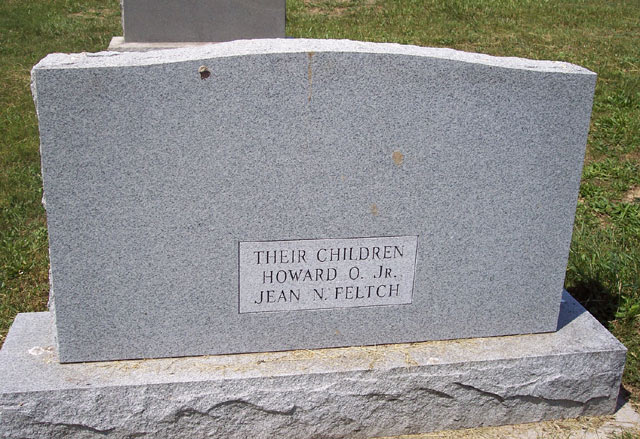 THEIR CHILDREN
HOWARD O. JR.
JEAN N. FELTCH